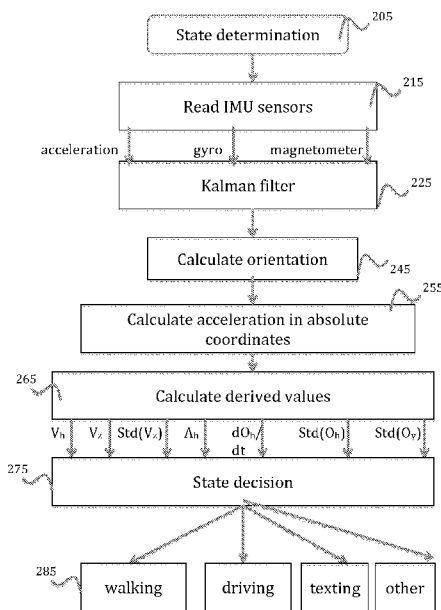 State determination
205
215
Read IMU sensors
acceleration gyro magnetometer
Kalman filter
225
Calculate orientation
245
255
Calculate acceleration in absolute
coordinates
265
Calculate derived values
Vh Vz Std(Vz) Ah dOh/ Std(Oh) Std(Oy)
dt
275
State decision
285
walking driving texting other